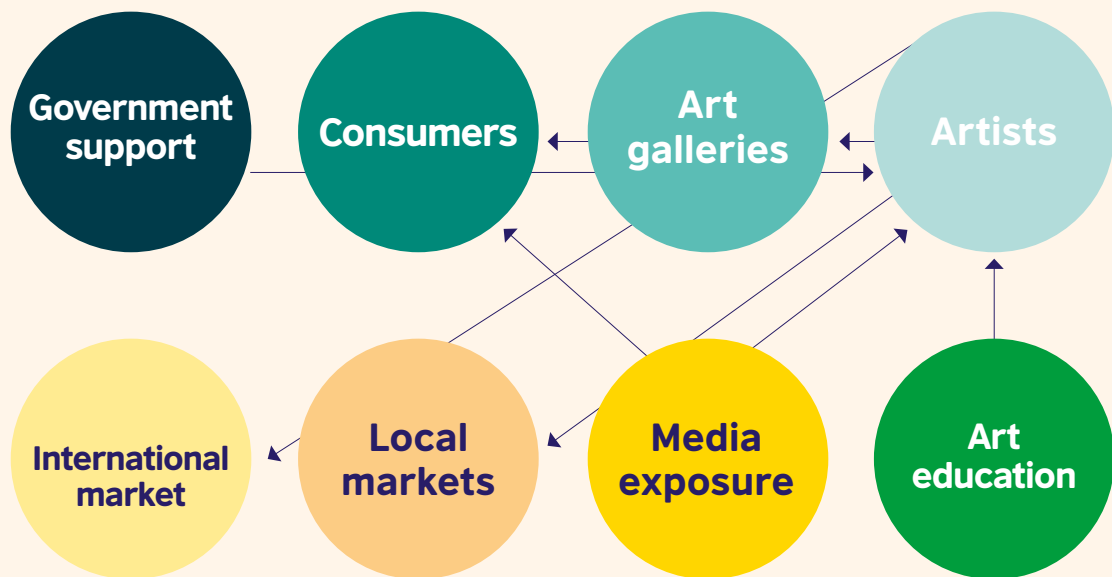 Government
support
Consumers
Art
galleries
Artists
International
market
Local
markets
Media
exposure
Art
education